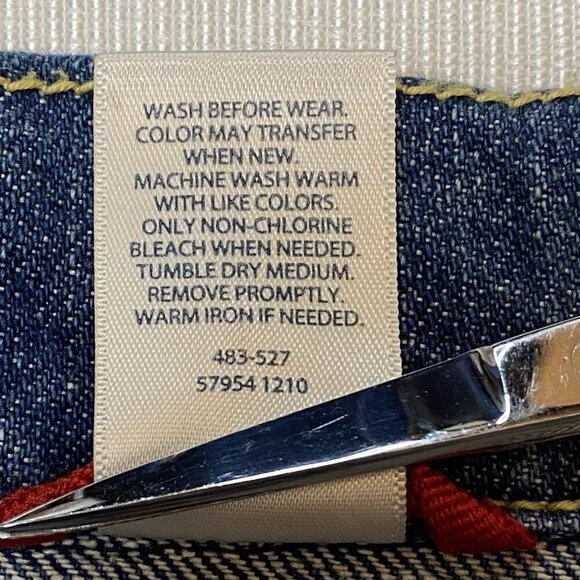 WASH BEFORE WEAR.
COLOR MAY TRANSFER
WHEN NEW.
MACHINE WASH WARM
WITH LIKE COLORS.
ONLY NON-CHLORINE
BLEACH WHEN NEEDED.
TUMBLE DRY MEDIUM.
REMOVE PROMPTLY.
WARM IRON IF NEEDED.
483-527
57954 1210